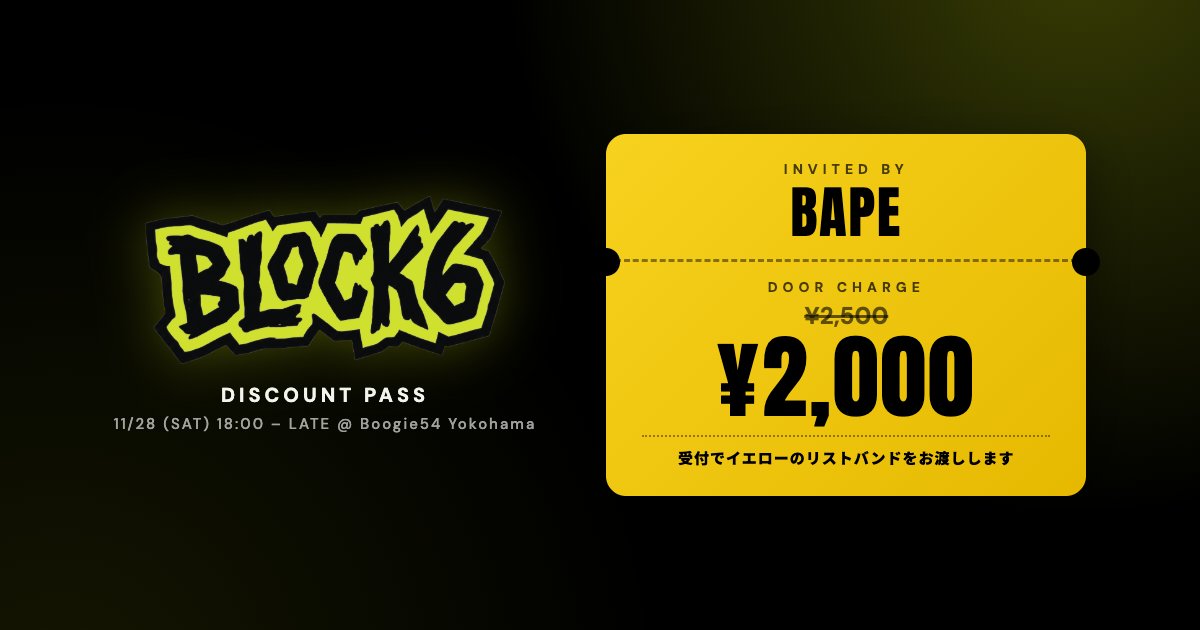 BLOCK6
DISCOUNT PASS
11/28 (SAT) 18:00 – LATE @ Boogie54 Yokohama
INVITED BY
BAPE
DOOR CHARGE
¥2,500
¥2,000
受付でイエローのリストバンドをお渡しします